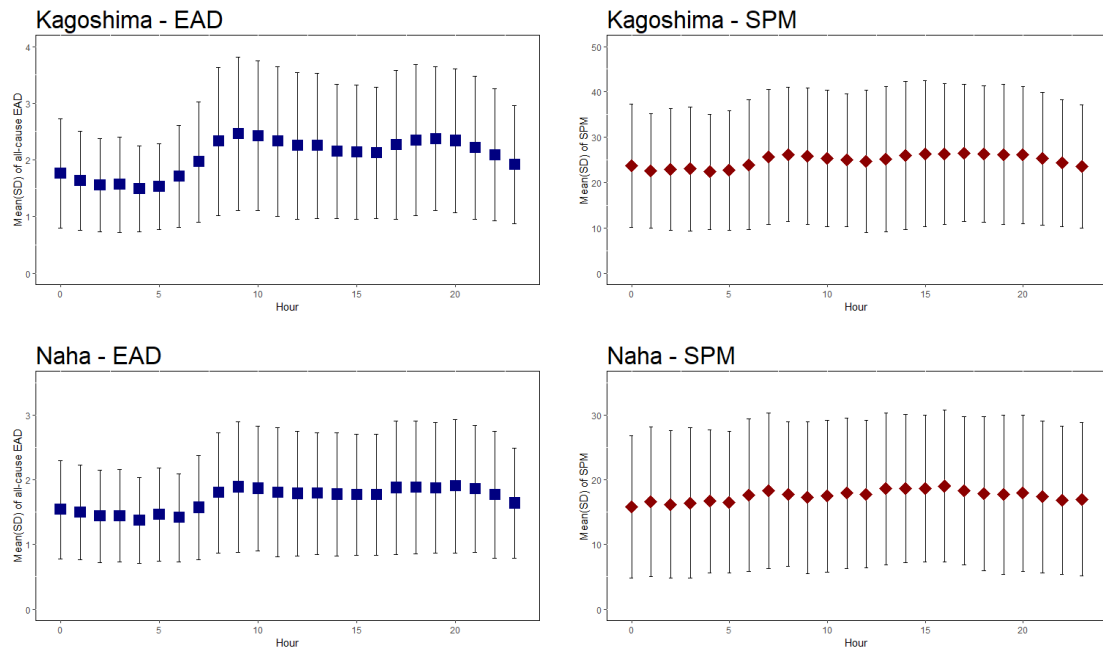 Kagoshima - EAD
Mean(SD) of all-cause EAD
4
3
2
1
0
0 5 10 15 20
Hour
Kagoshima - SPM
Mean(SD) of SPM
50
40
30
20
10
0
0 5 10 15 20
Hour
Naha - EAD
Mean(SD) of all-cause EAD
3
2
1
0
0 5 10 15 20
Hour
Naha - SPM
Mean(SD) of SPM
30
20
10
0
0 5 10 15 20
Hour